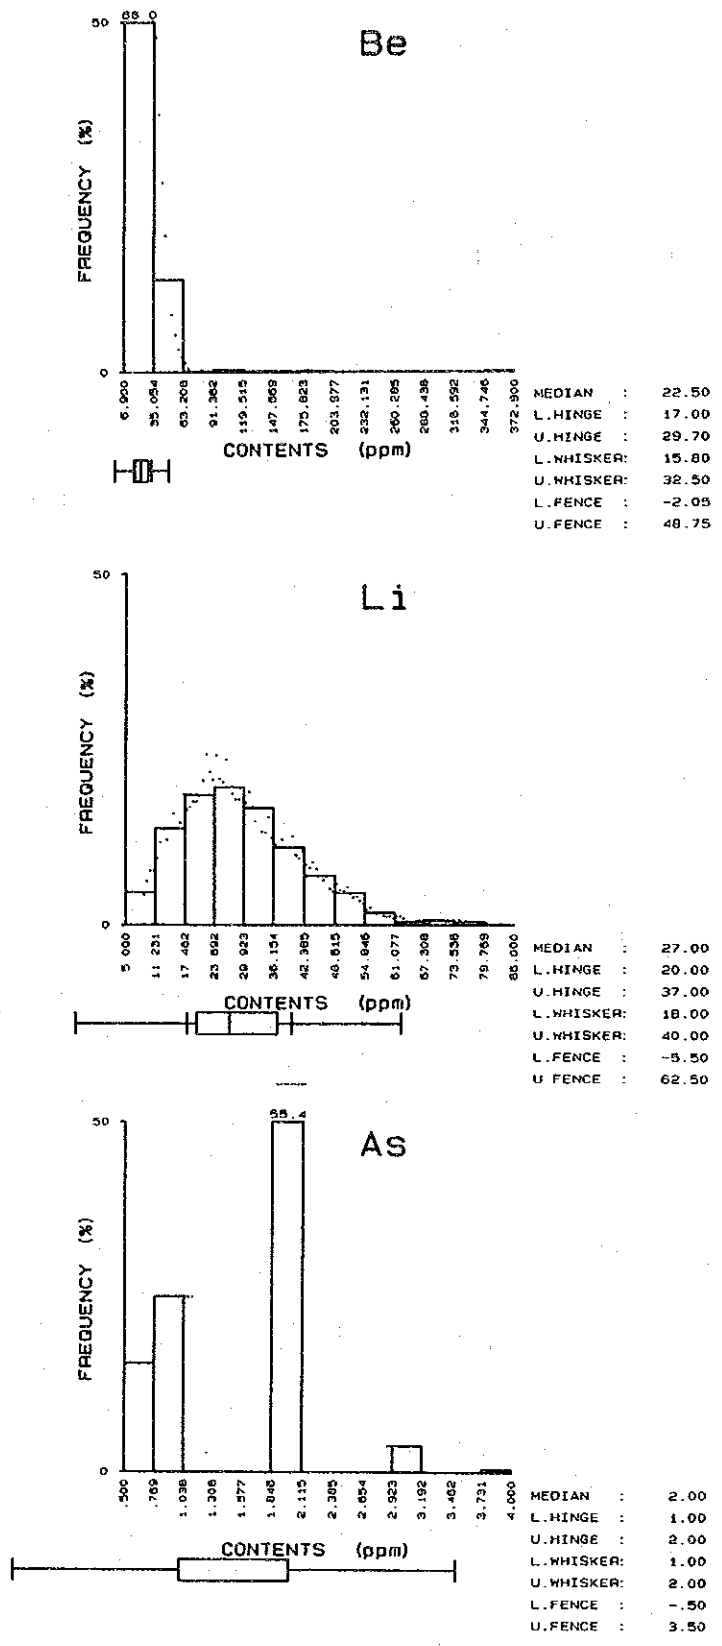 50
86 0
Be
FREQUENCY (%)
0
6.900
35.054
63.208
91.362
119.515
147.669
175.823
203.977
232.131
260.285
288.438
316.592
344.746
372.900
CONTENTS (ppm)
MEDIAN : 22.50
L.HINGE : 17.00
U.HINGE : 29.70
L.WHISKER: 15.80
U.WHISKER: 32.50
L.FENCE : -2.05
U.FENCE : 48.75
50
Li
FREQUENCY (%)
0
5.000
11.231
17.462
23.692
29.923
36.154
42.385
48.615
54.846
61.077
67.308
73.538
79.769
86.000
CONTENTS (ppm)
MEDIAN : 27.00
L.HINGE : 20.00
U.HINGE : 37.00
L.WHISKER: 18.00
U.WHISKER: 40.00
L.FENCE : -5.50
U FENCE : 62.50
50
55.4
As
FREQUENCY (%)
0
.500
.769
1.038
1.308
1.577
1.846
2.115
2.385
2.654
2.923
3.192
3.462
3.731
4.000
CONTENTS (ppm)
MEDIAN : 2.00
L.HINGE : 1.00
U.HINGE : 2.00
L.WHISKER: 1.00
U.WHISKER: 2.00
L.FENCE : -.50
U.FENCE : 3.50